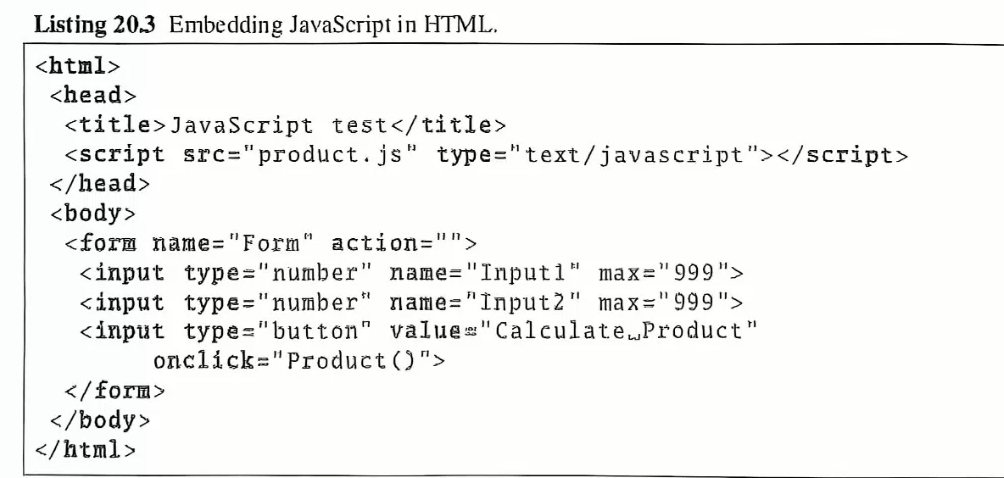 Listing 20.3 Embedding JavaScript in HTML.
<html>
<head>
<title>JavaScript test</title>
<script src="product.js" type="text/javascript"></script>
</head>
<body>
<form name="Form" action="">
<input type="number" name="Input1" max="999">
<input type="number" name="Input2" max="999">
<input type="button" value="Calculate␣Product"
onclick="Product()">
</form>
</body>
</html>